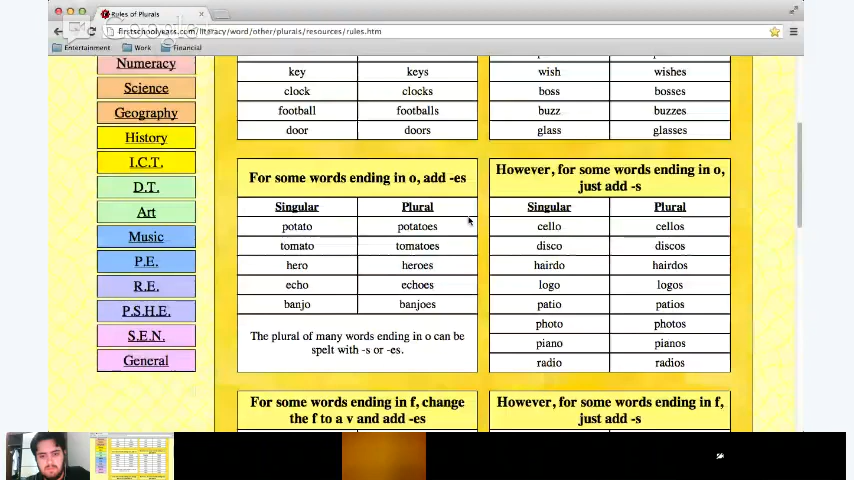 Rules of Plurals
Google
firstschoolyears.com/literacy/word/other/plurals/resources/rules.htm
Entertainment Work Financial
Numeracy
Science
Geography
History
I.C.T.
D.T.
Art
Music
P.E.
R.E.
P.S.H.E.
S.E.N.
General
key keys
clock clocks
football footballs
door doors
wish wishes
boss bosses
buzz buzzes
glass glasses
For some words ending in o, add -es
Singular Plural
potato potatoes
tomato tomatoes
hero heroes
echo echoes
banjo banjoes
The plural of many words ending in o can be
spelt with -s or -es.
However, for some words ending in o,
just add -s
Singular Plural
cello cellos
disco discos
hairdo hairdos
logo logos
patio patios
photo photos
piano pianos
radio radios
For some words ending in f, change
the f to a v and add -es
However, for some words ending in f,
just add -s